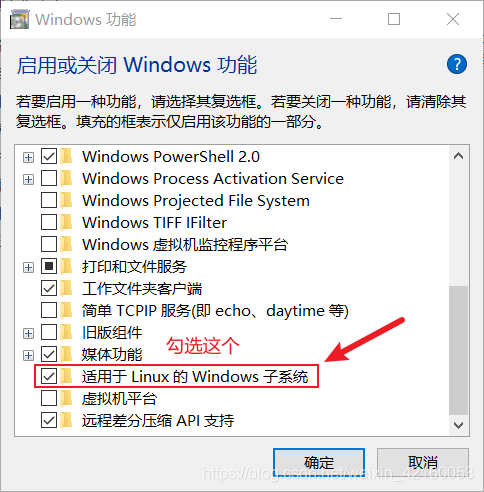 Windows 功能
启用或关闭 Windows 功能
?
若要启用一种功能，请选择其复选框。若要关闭一种功能，请清除其
复选框。填充的框表示仅启用该功能的一部分。
Windows PowerShell 2.0
Windows Process Activation Service
Windows Projected File System
Windows TIFF IFilter
Windows 虚拟机监控程序平台
打印和文件服务
工作文件夹客户端
简单 TCPIP 服务(即 echo、daytime 等)
旧版组件
媒体功能
勾选这个
适用于 Linux 的 Windows 子系统
虚拟机平台
远程差分压缩 API 支持
确定
取消